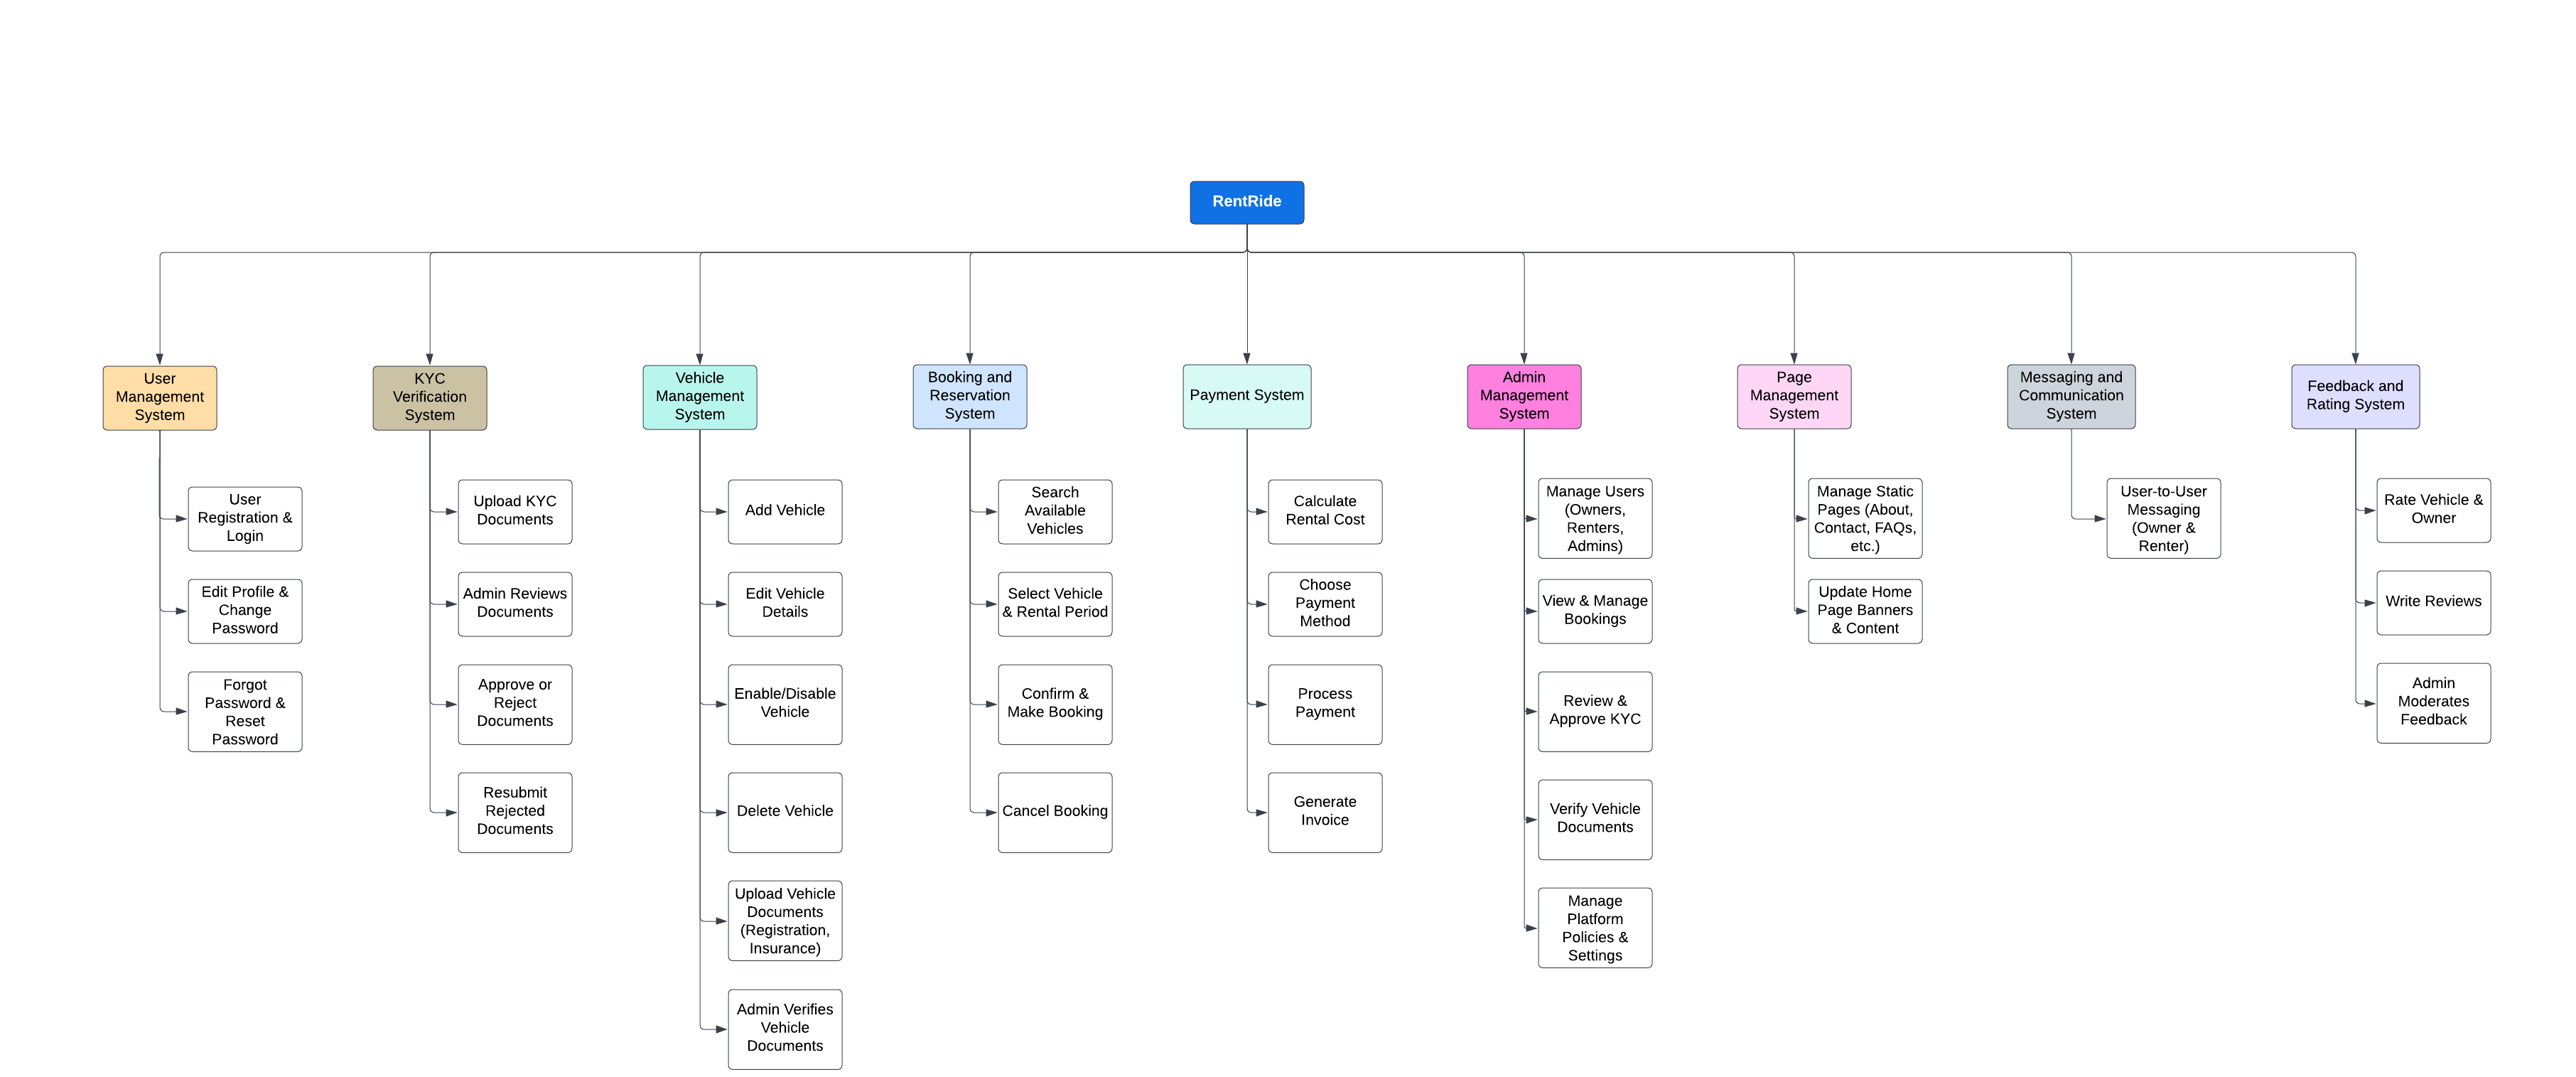 RentRide
User
Management
System
KYC
Verification
System
Vehicle
Management
System
Booking and
Reservation
System
Payment System
Admin
Management
System
Page
Management
System
Messaging and
Communication
System
Feedback and
Rating System
User
Registration &
Login
Edit Profile &
Change
Password
Forgot
Password &
Reset
Password
Upload KYC
Documents
Admin Reviews
Documents
Approve or
Reject
Documents
Resubmit
Rejected
Documents
Add Vehicle
Edit Vehicle
Details
Enable/Disable
Vehicle
Delete Vehicle
Upload Vehicle
Documents
(Registration,
Insurance)
Admin Verifies
Vehicle
Documents
Search
Available
Vehicles
Select Vehicle
& Rental Period
Confirm &
Make Booking
Cancel Booking
Calculate
Rental Cost
Choose
Payment
Method
Process
Payment
Generate
Invoice
Manage Users
(Owners,
Renters,
Admins)
View & Manage
Bookings
Review &
Approve KYC
Verify Vehicle
Documents
Manage
Platform
Policies &
Settings
Manage Static
Pages (About,
Contact, FAQs,
etc.)
Update Home
Page Banners
& Content
User-to-User
Messaging
(Owner &
Renter)
Rate Vehicle &
Owner
Write Reviews
Admin
Moderates
Feedback